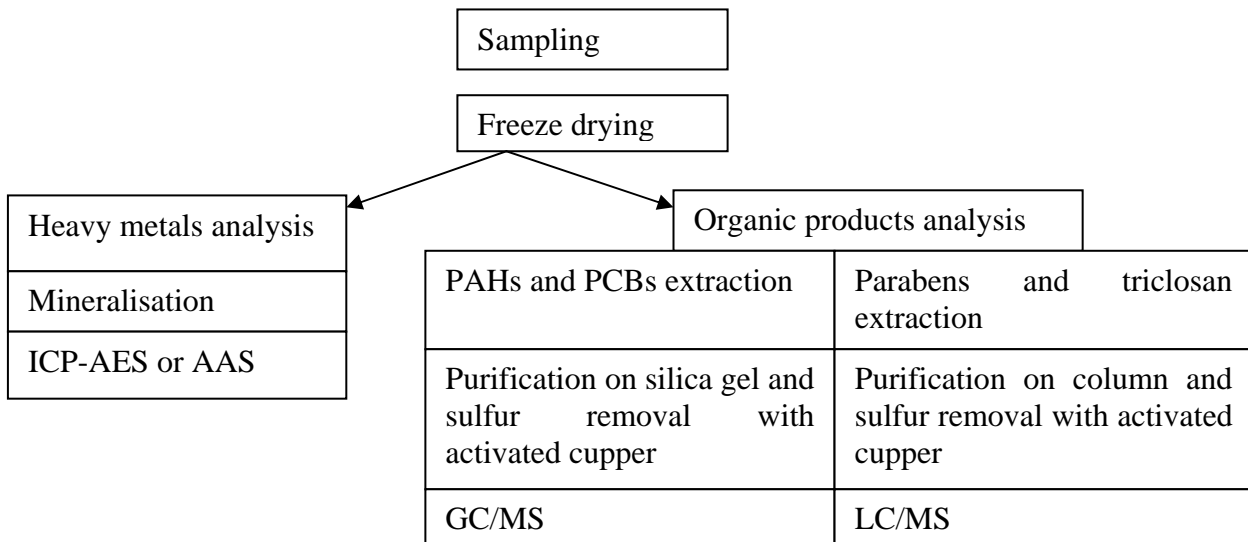 Sampling
Freeze drying
Heavy metals analysis
Mineralisation
ICP-AES or AAS
Organic products analysis
PAHs and PCBs extraction
Parabens and triclosan
extraction
Purification on silica gel and
sulfur removal with
activated cupper
Purification on column and
sulfur removal with activated
cupper
GC/MS
LC/MS